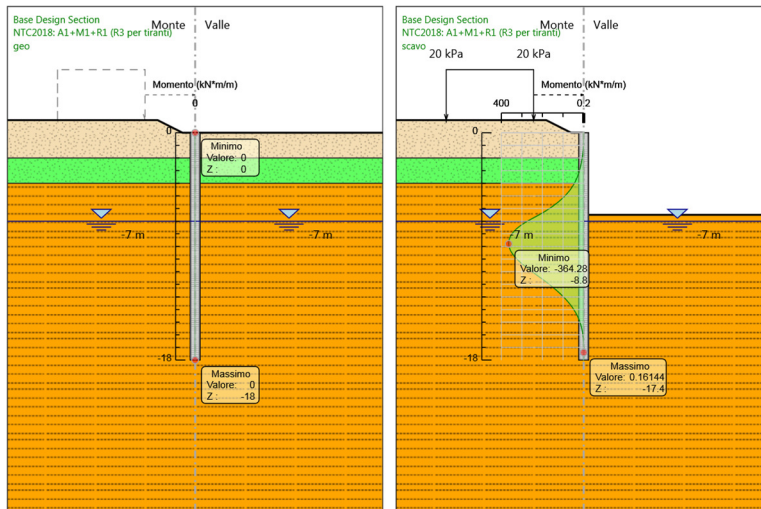 Base Design Section
NTC2018: A1+M1+R1 (R3 per tiranti)
geo
Monte
Valle
Momento (kN*m/m)
0
0
Minimo
Valore: 0
Z : 0
-7 m
-7 m
-18
Massimo
Valore: 0
Z : -18
Base Design Section
NTC2018: A1+M1+R1 (R3 per tiranti)
scavo
Monte
Valle
20 kPa
20 kPa
Momento (kN*m/m)
400
0.2
0
-7 m
-7 m
Minimo
Valore: -364.28
Z : -8.8
-18
Massimo
Valore: 0.16144
Z : -17.4